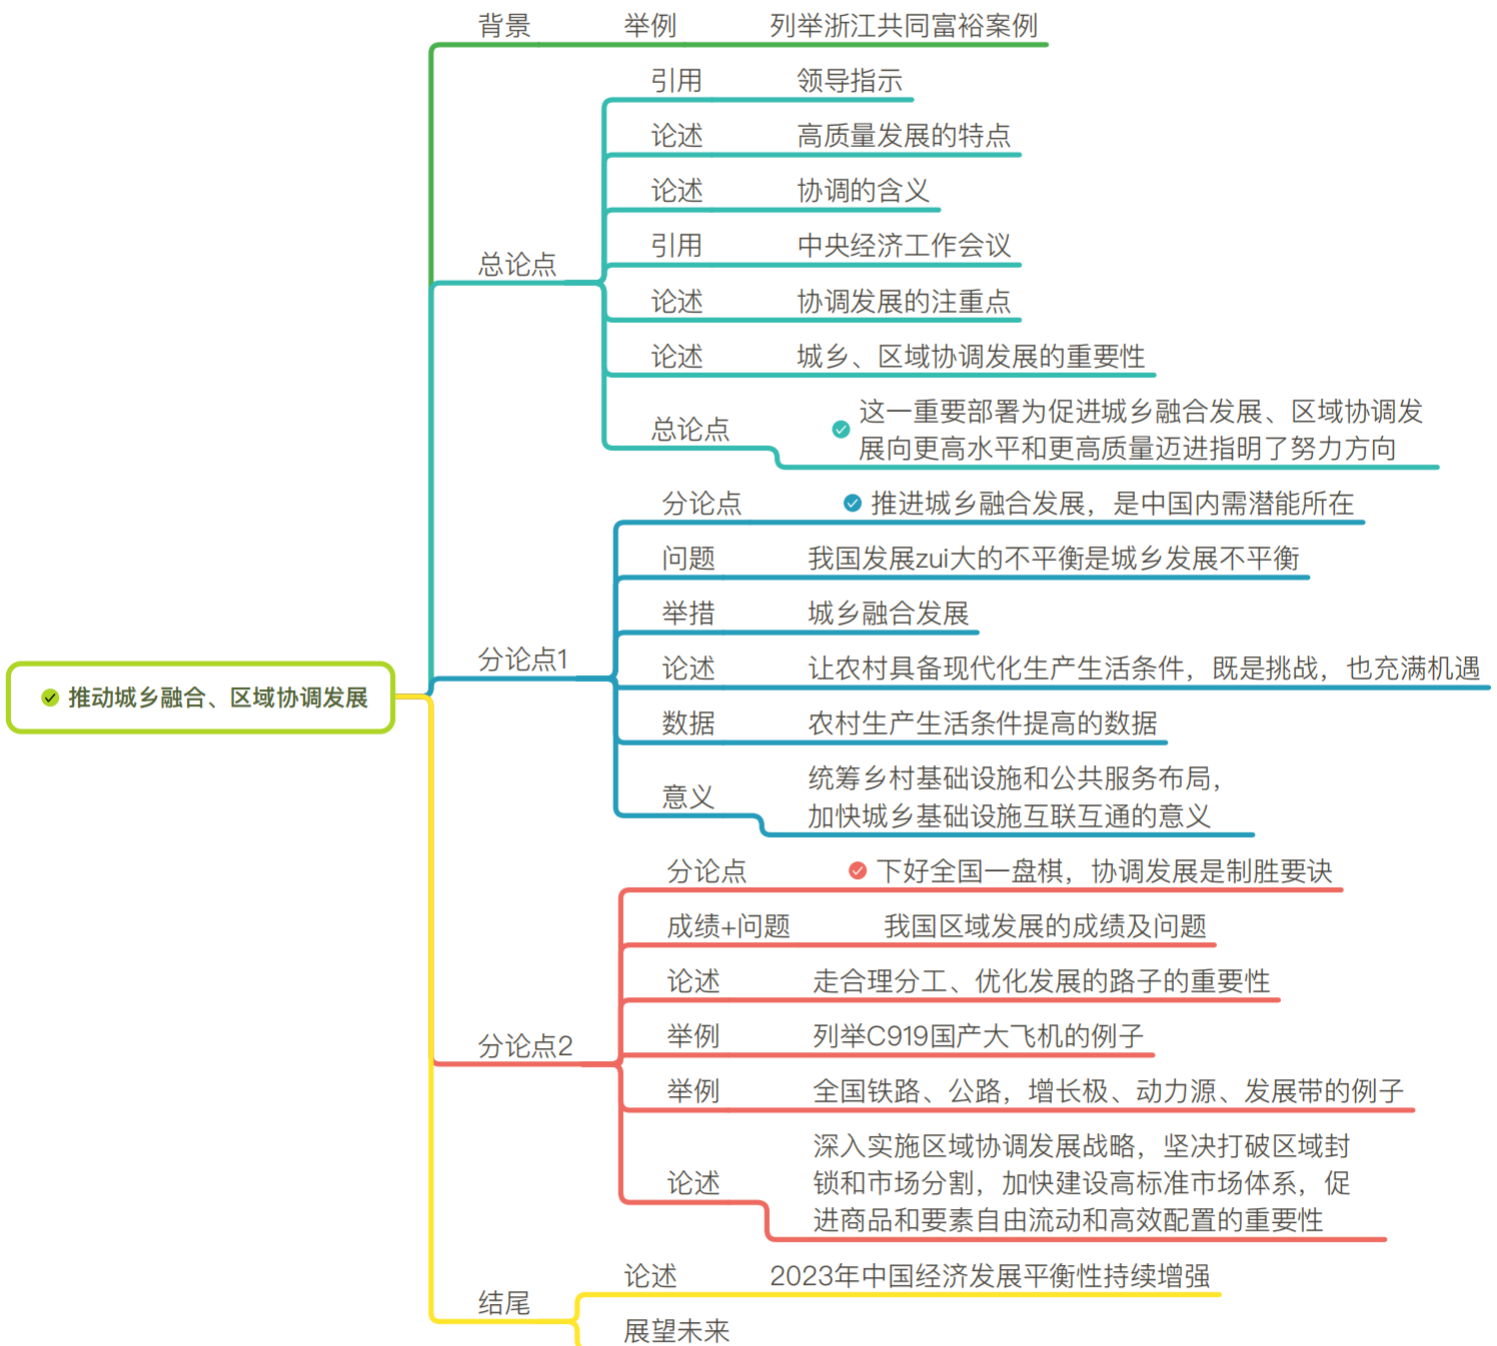 背景 举例 列举浙江共同富裕案例
引用 领导指示
论述 高质量发展的特点
论述 协调的含义
引用 中央经济工作会议
总论点
论述 协调发展的注重点
论述 城乡、区域协调发展的重要性
总论点 这一重要部署为促进城乡融合发展、区域协调发
展向更高水平和更高质量迈进指明了努力方向
分论点 推进城乡融合发展，是中国内需潜能所在
问题 我国发展zui大的不平衡是城乡发展不平衡
举措 城乡融合发展
分论点1
论述 让农村具备现代化生产生活条件，既是挑战，也充满机遇
推动城乡融合、区域协调发展
数据 农村生产生活条件提高的数据
意义 统筹乡村基础设施和公共服务布局，
加快城乡基础设施互联互通的意义
分论点 下好全国一盘棋，协调发展是制胜要诀
成绩+问题 我国区域发展的成绩及问题
论述 走合理分工、优化发展的路子的重要性
举例 列举C919国产大飞机的例子
分论点2
举例 全国铁路、公路，增长极、动力源、发展带的例子
论述 深入实施区域协调发展战略，坚决打破区域封
锁和市场分割，加快建设高标准市场体系，促
进商品和要素自由流动和高效配置的重要性
论述 2023年中国经济发展平衡性持续增强
结尾
展望未来